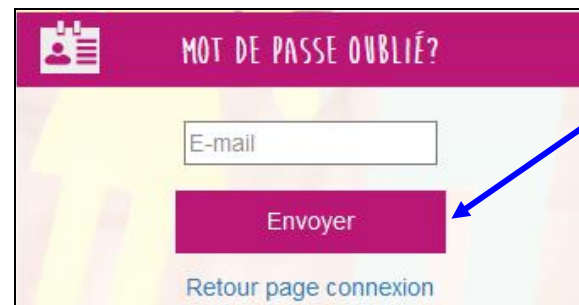 MOT DE PASSE OUBLIÉ?
E-mail
Envoyer
Retour page connexion